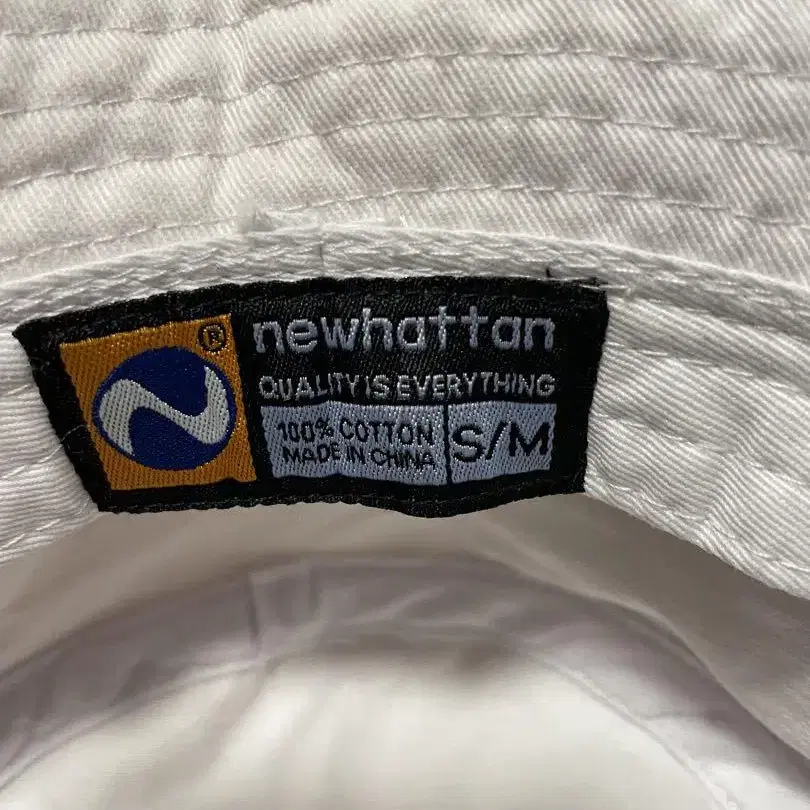 ®
newhattan
QUALITY IS EVERYTHING
100% COTTON
MADE IN CHINA
S/M